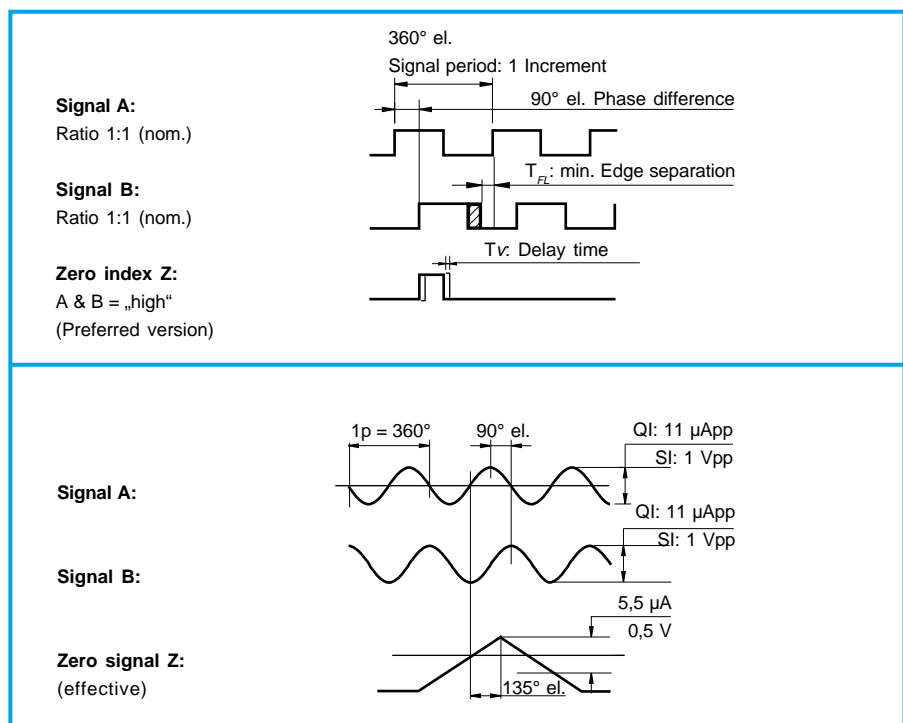 360° el.
Signal period: 1 Increment
90° el. Phase difference
Signal A:
Ratio 1:1 (nom.)
TFL: min. Edge separation
Signal B:
Ratio 1:1 (nom.)
Tv: Delay time
Zero index Z:
A & B = „high“
(Preferred version)
1p = 360°
90° el.
QI: 11 µApp
SI: 1 Vpp
Signal A:
QI: 11 µApp
SI: 1 Vpp
Signal B:
5,5 µA
0,5 V
Zero signal Z:
(effective)
135° el.